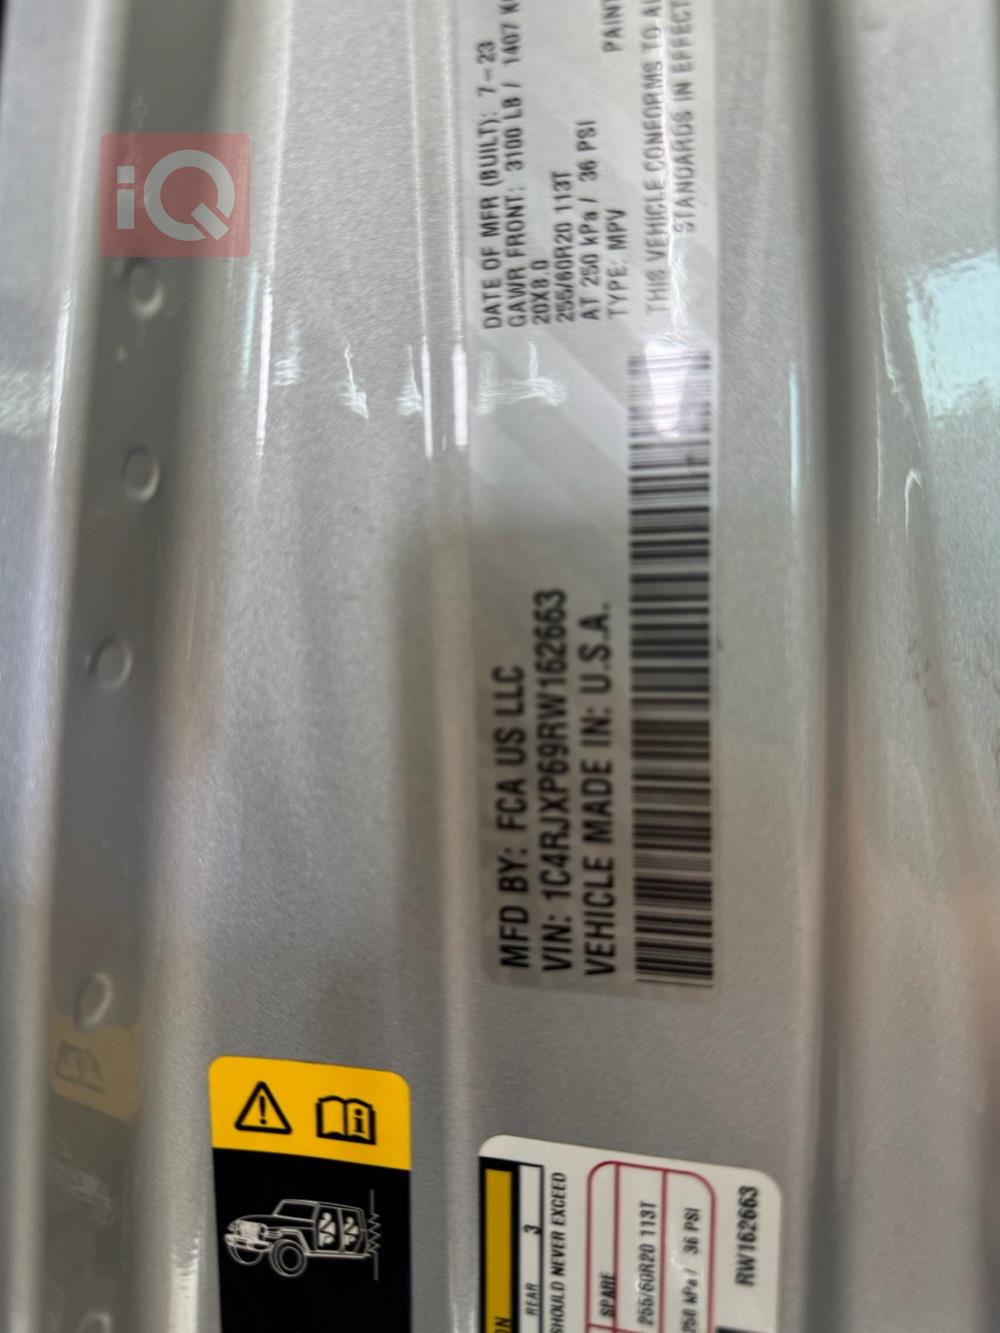 iQ
MFD BY: FCA US LLC
VIN: 1C4RJXP69RW162663
VEHICLE MADE IN: U.S.A.
DATE OF MFR (BUILT): 7-23
GAWR FRONT: 3100 LB / 1407 K
20X8.0
255/60R20 113T
AT 250 kPa / 36 PSI
TYPE: MPV
PAINT
THIS VEHICLE CONFORMS TO
STANDARDS IN EFFECT
REAR 3
SHOULD NEVER EXCEED
SPARE
255/60R20 113T
250 kPa / 36 PSI
RW162663